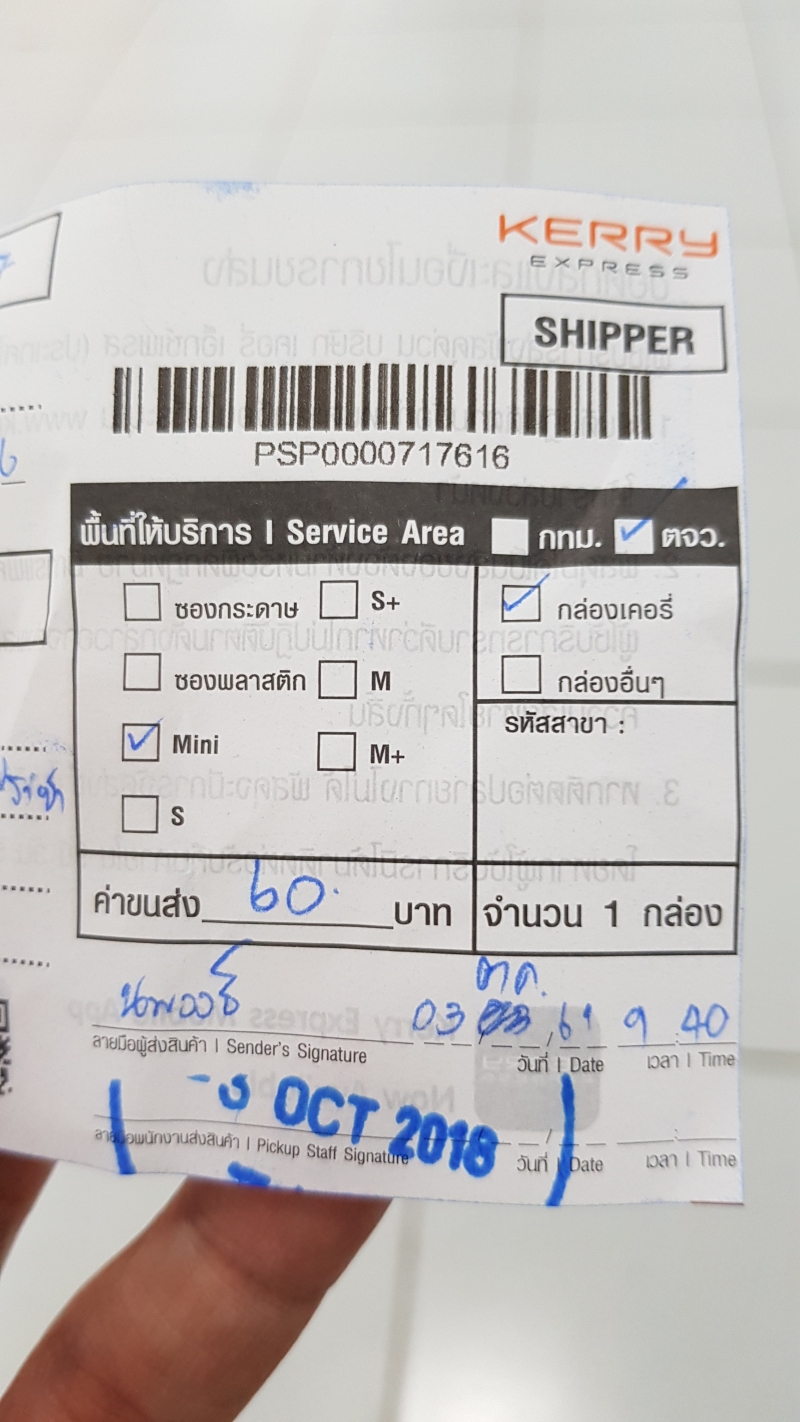 KERRY
EXPRESS
SHIPPER
PSP0000717616
พื้นที่ให้บริการ | Service Area กทม. ตจว.
ซองกระดาษ S+ กล่องเคอรี่
ซองพลาสติก M กล่องอื่นๆ
Mini M+ รหัสสาขา :
S
ค่าขนส่ง 60. บาท จำนวน 1 กล่อง
ตค.
03 / 61 9 : 40
ลายมือผู้ส่งสินค้า | Sender's Signature วันที่ | Date เวลา | Time
OCT 2018
ลายมือพนักงานส่งสินค้า | Pickup Staff Signature วันที่ | Date เวลา | Time